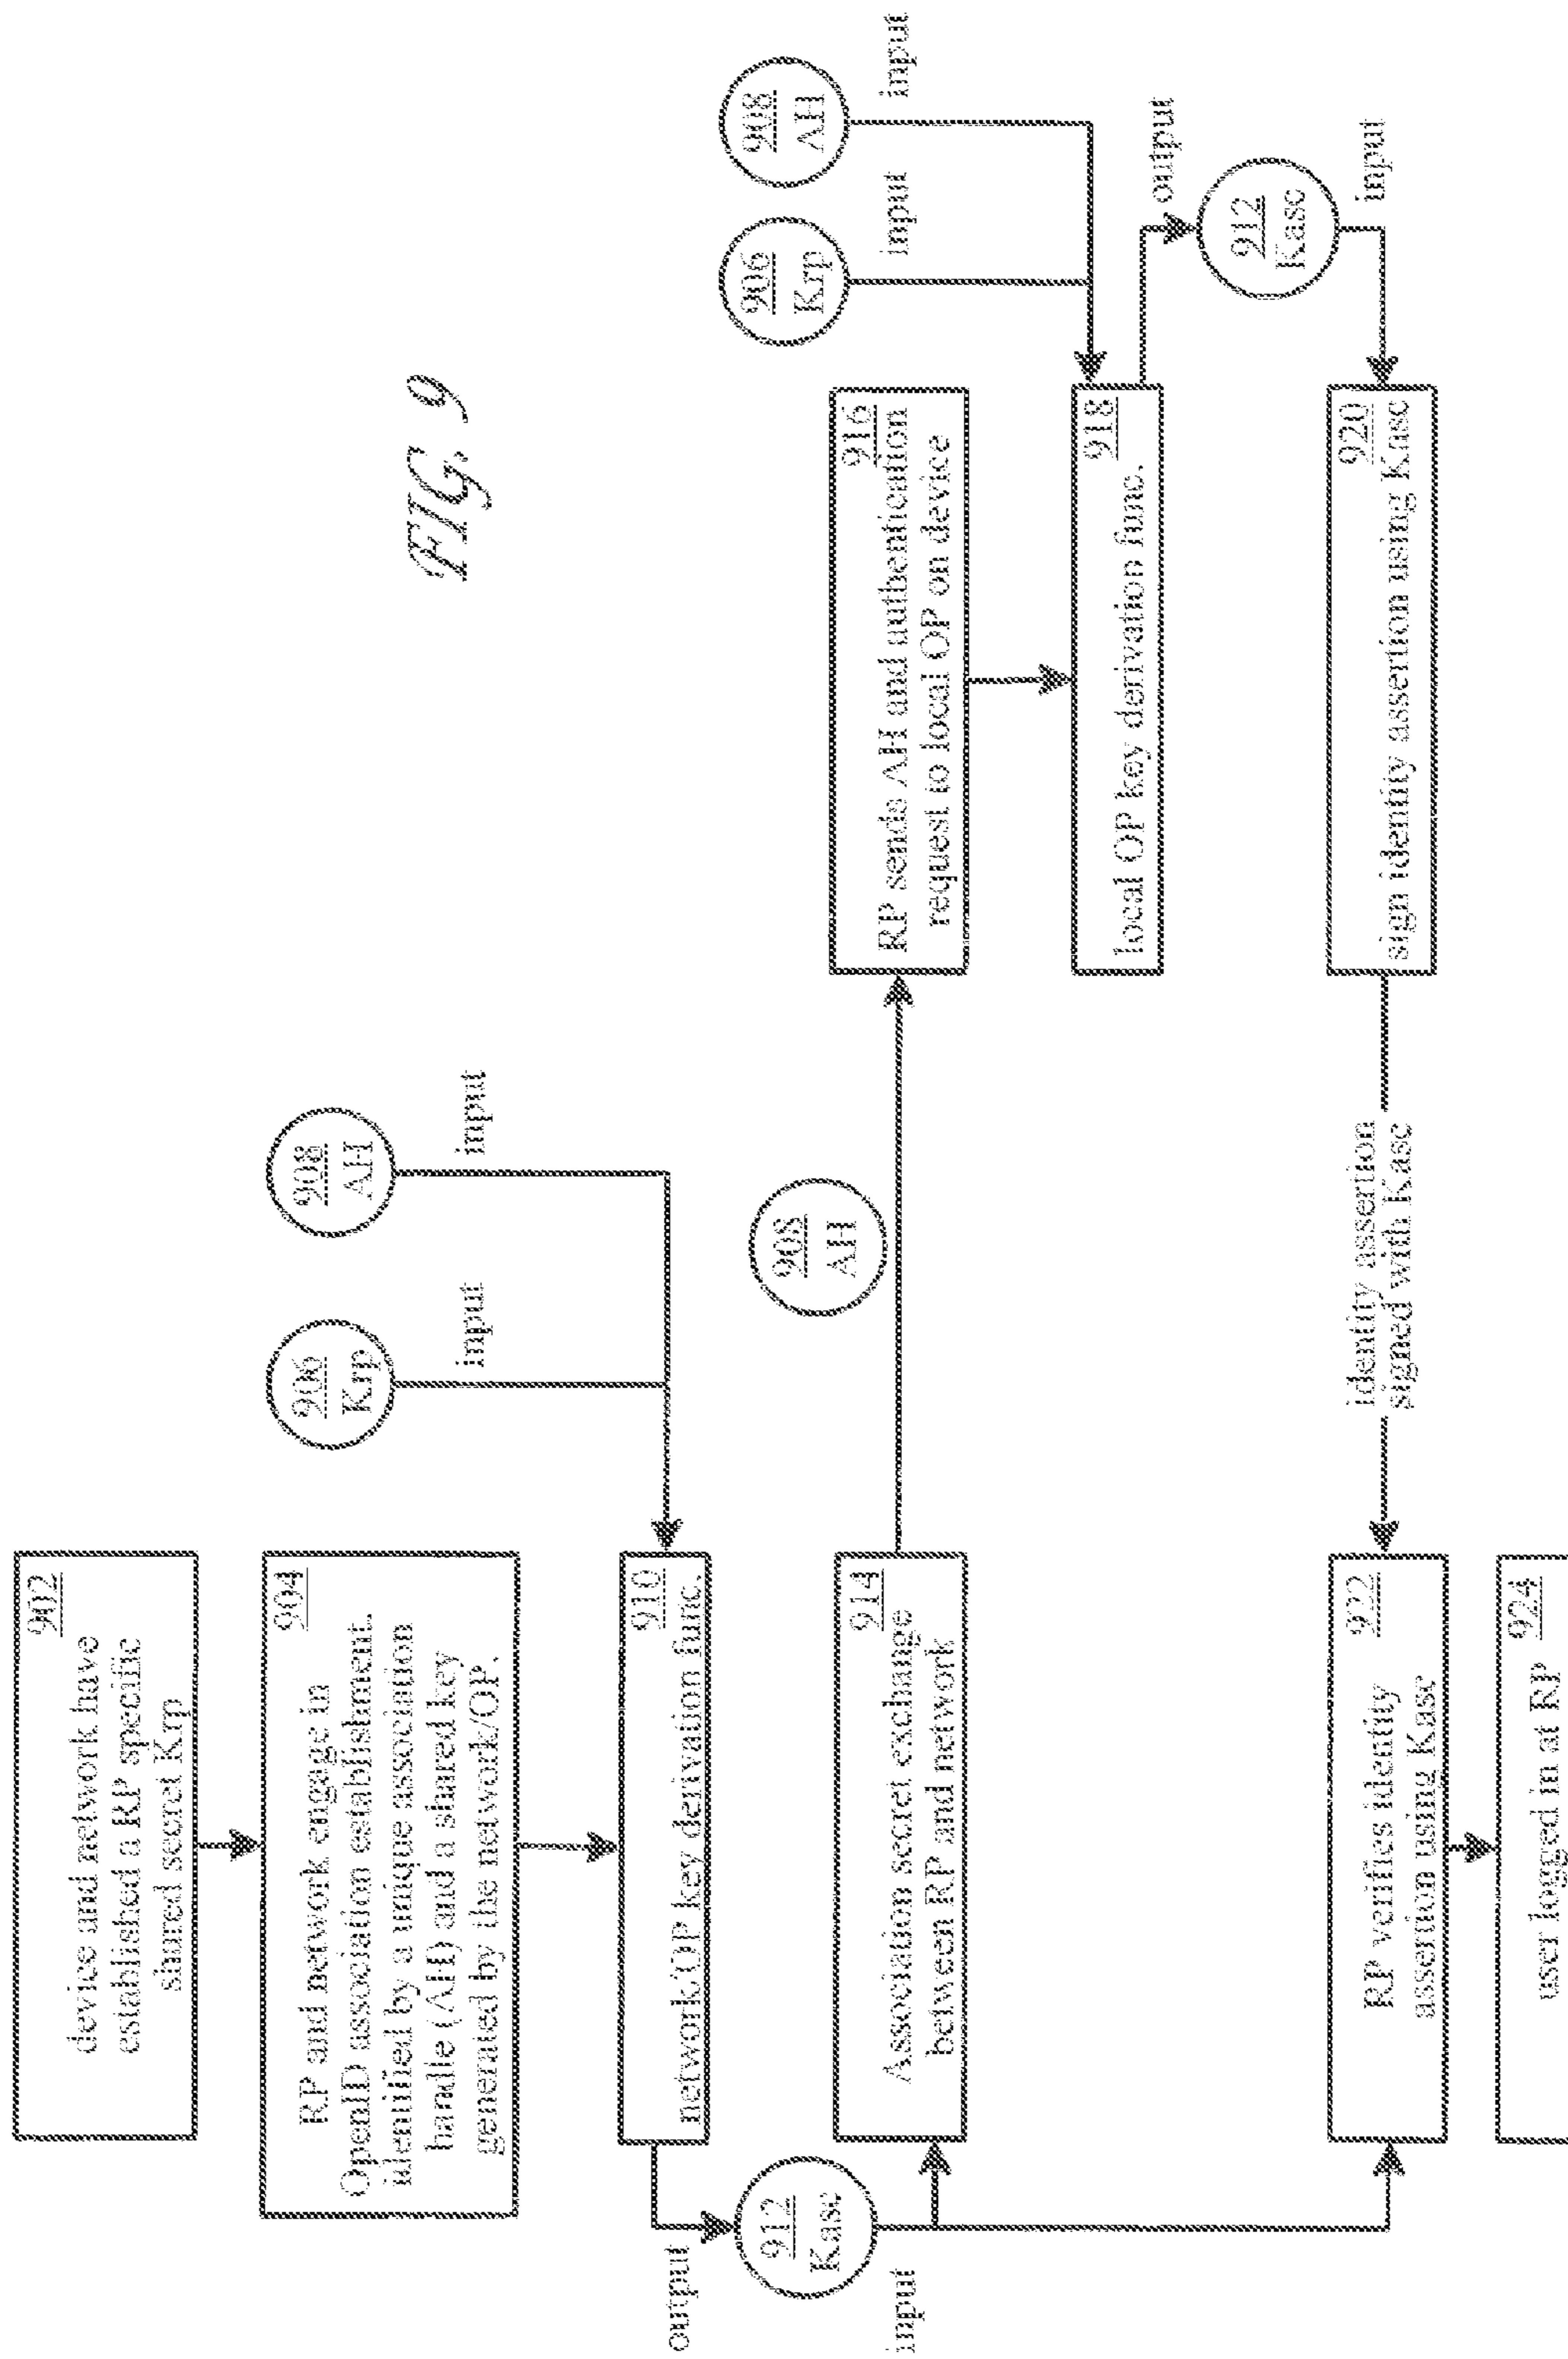 FIG. 9
902
device and network have
established a RP specific
shared secret Krp
904
RP and network engage in
OpenID association establishment.
identified by a unique association
handle (AH) and a shared key
generated by the network/OP.
906
Krp
input
908
AH
input
910
network/OP key derivation func.
output
912
Kasc
input
914
Association secret exchange
between RP and network
908
AH
916
RP sends AH and authentication
request to local OP on device
906
Krp
input
908
AH
input
918
local OP key derivation func.
output
912
Kasc
input
920
sign identity assertion using Kasc
identity assertion
signed with Kasc
922
RP verifies identity
assertion using Kasc
924
user logged in at RP